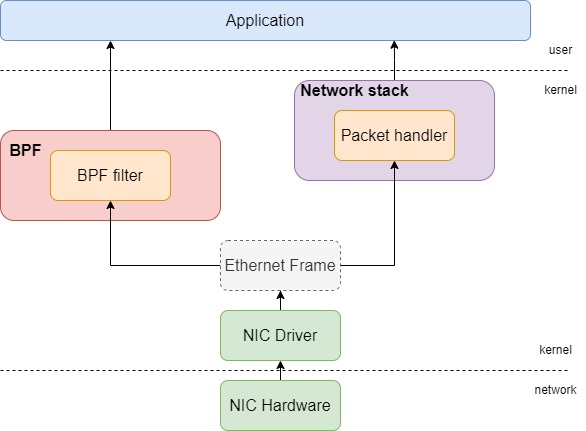 Application
user
kernel
Network stack
Packet handler
BPF
BPF filter
Ethernet Frame
NIC Driver
kernel
network
NIC Hardware